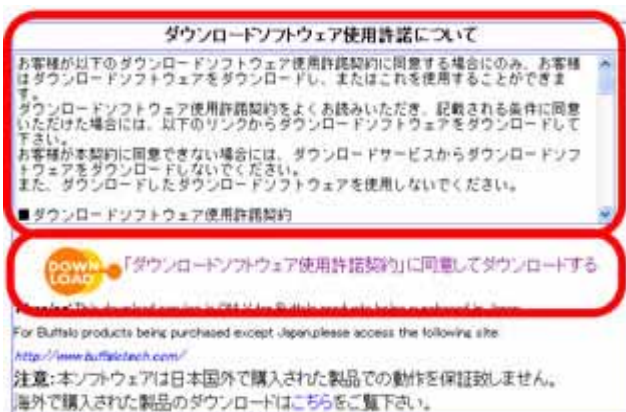 ダウンロードソフトウェア使用許諾について
お客様が以下のダウンロードソフトウェア使用許諾契約に同意する場合にのみ、お客様
はダウンロードソフトウェアをダウンロードし、またはこれを使用することができま
す。
ダウンロードソフトウェア使用許諾契約をよくお読みいただき、記載される条件に同意
いただけた場合には、以下のリンクからダウンロードソフトウェアをダウンロードして
下さい。
お客様が本契約に同意できない場合には、ダウンロードサービスからダウンロードソフ
トウェアをダウンロードしないでください。
また、ダウンロードしたダウンロードソフトウェアを使用しないでください。
■ダウンロードソフトウェア使用許諾契約
DOWN
LOAD
「ダウンロードソフトウェア使用許諾契約」に同意してダウンロードする
This download service is ONLY for Buffalo products being purchased in Japan.
For Buffalo products being purchased except Japan,please access the following site
http://www.buffalotech.com/
注意:本ソフトウェアは日本国外で購入された製品での動作を保証致しません。
海外で購入された製品のダウンロードはこちらをご覧下さい。